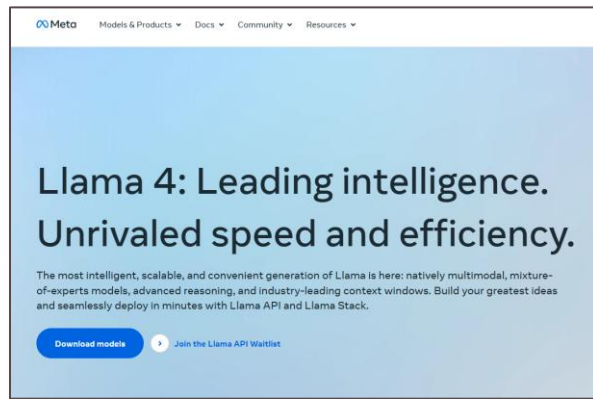 Meta Models & Products Docs Community Resources
Llama 4: Leading intelligence.
Unrivaled speed and efficiency.
The most intelligent, scalable, and convenient generation of Llama is here: natively multimodal, mixture-
of-experts models, advanced reasoning, and industry-leading context windows. Build your greatest ideas
and seamlessly deploy in minutes with Llama API and Llama Stack.
Download models Join the Llama API Waitlist